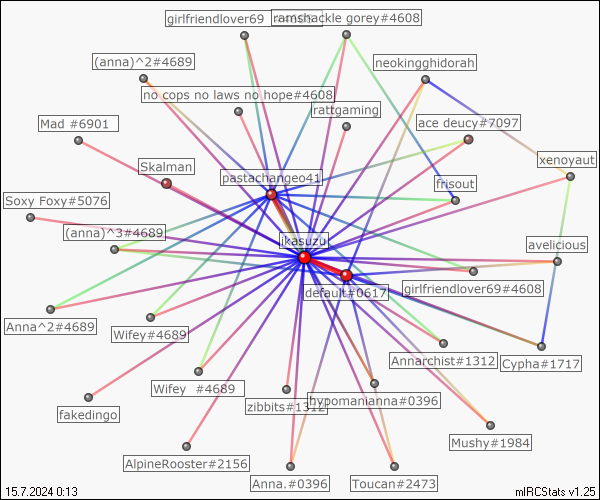 girlfriendlover69
ramshackle gorey#4608
(anna)^2#4689
neokingghidorah
no cops no laws no hope#4608
rattgaming
Mad #6901
ace deucy#7097
Skalman
xenoyaut
pastachangeo41
frisout
Soxy Foxy#5076
(anna)^3#4689
ikasuzu
avelicious
default#0617
girlfriendlover69#4608
Anna^2#4689
Wifey#4689
Annarchist#1312
Cypha#1717
Wifey #4689
zibbits#1312
hypomanianna#0396
fakedingo
Mushy#1984
AlpineRooster#2156
Anna.#0396
Toucan#2473
15.7.2024 0:13
mIRCStats v1.25